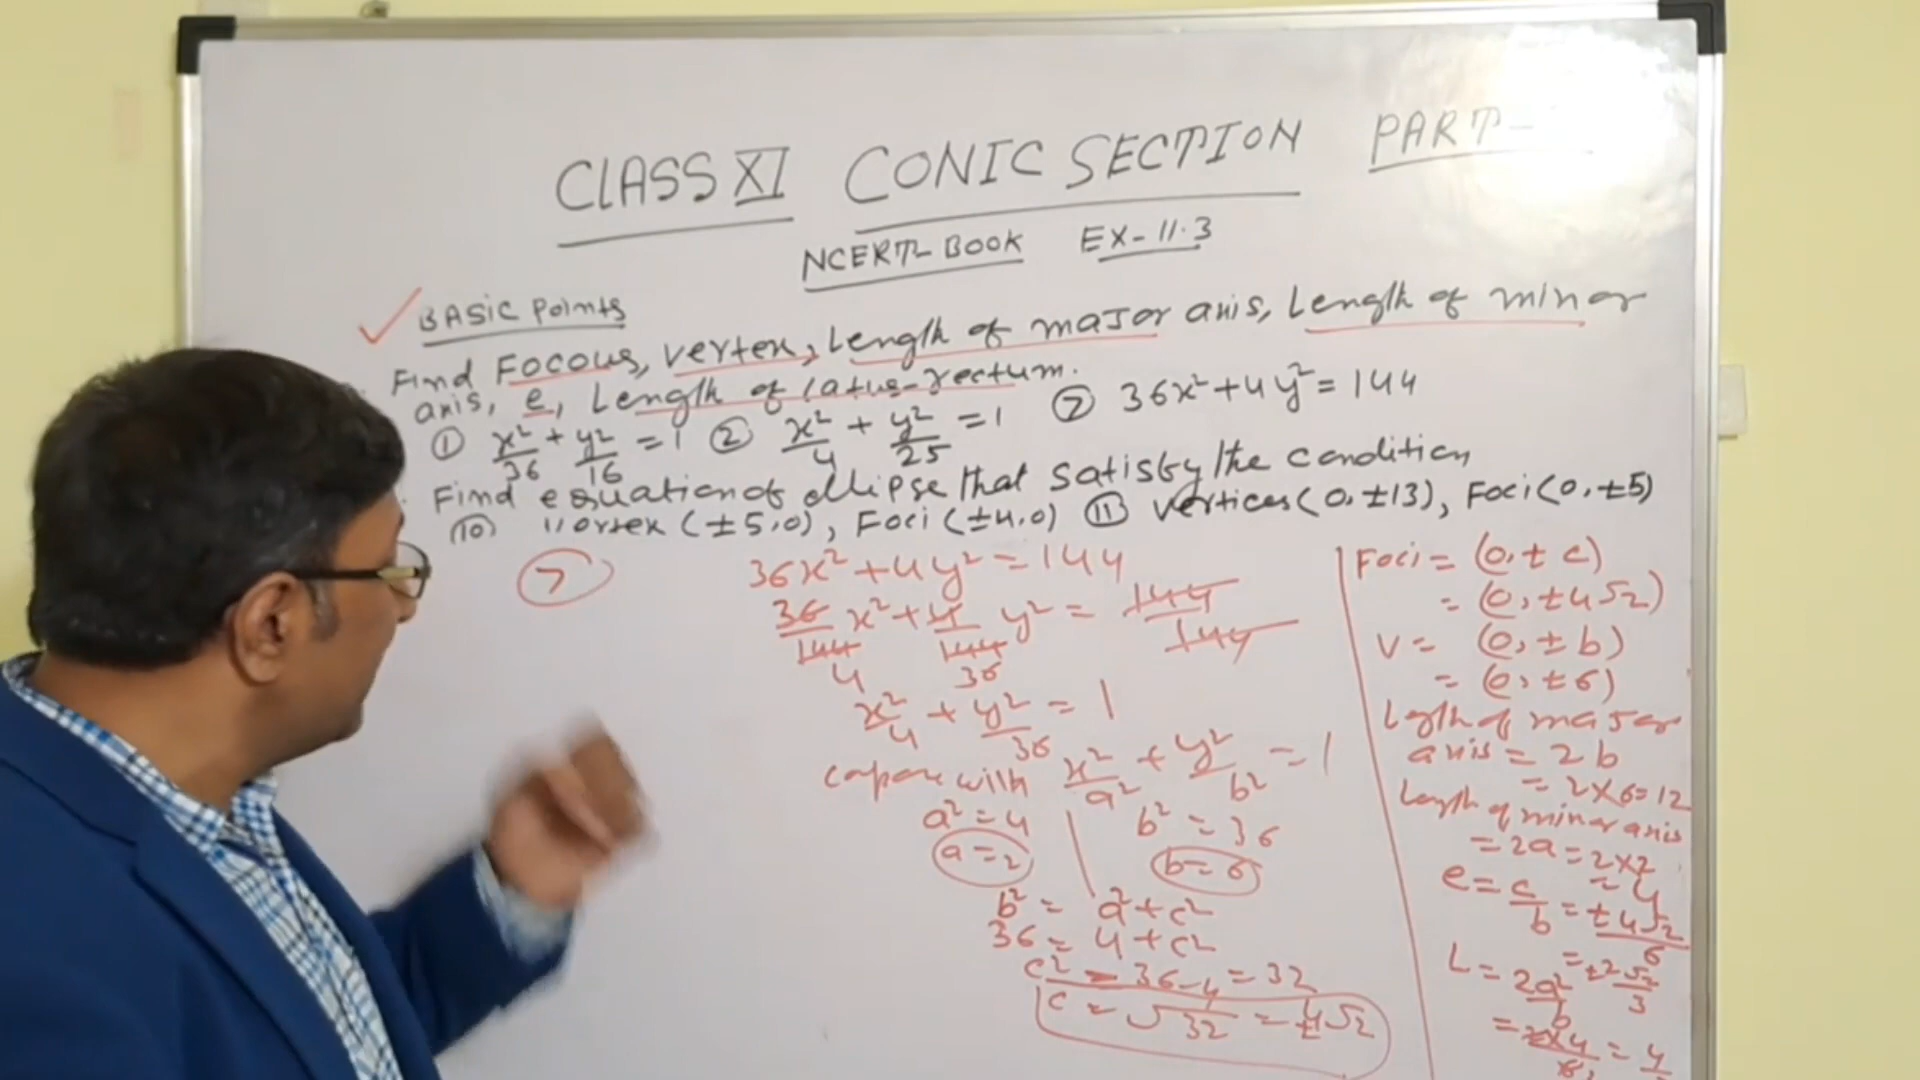 CLASS XI CONIC SECTION PART-
NCERT BOOK EX-11.3
BASIC Points
Find Focous, vertex, Length of major axis, Length of minor
axis, e, Length of latus-rectum.
① x²/36 + y²/16 = 1 ② x²/4 + y²/25 = 1 ⑦ 36x² + 4y² = 144
Find equation of ellipse that satisfy the condition
⑩ (±5,0), Foci (±4,0) ⑪ vertices (0,±13), Foci (0,±5)
⑦ 36x² + 4y² = 144
36/144 x² + 4/144 y² = 144/144
4 36
x²/4 + y²/36 = 1
with x²/a² + y²/b² = 1
a² = 4 b² = 36
a = 2 b = 6
b² = a² + c²
36 = 4 + c²
c² = 36-4 = 32
c = √32 = ±4√2
Foci = (0, ± c)
= (0, ±4√2)
V = (0, ± b)
= (0, ±6)
of major
axis = 2b
= 2×6 = 12
Length of minor axis
= 2a = 2×2
= 4
e = c/b = ±4√2/6
= ±2√2/3
L = 2a²/b
= 2×4/6 = 4/